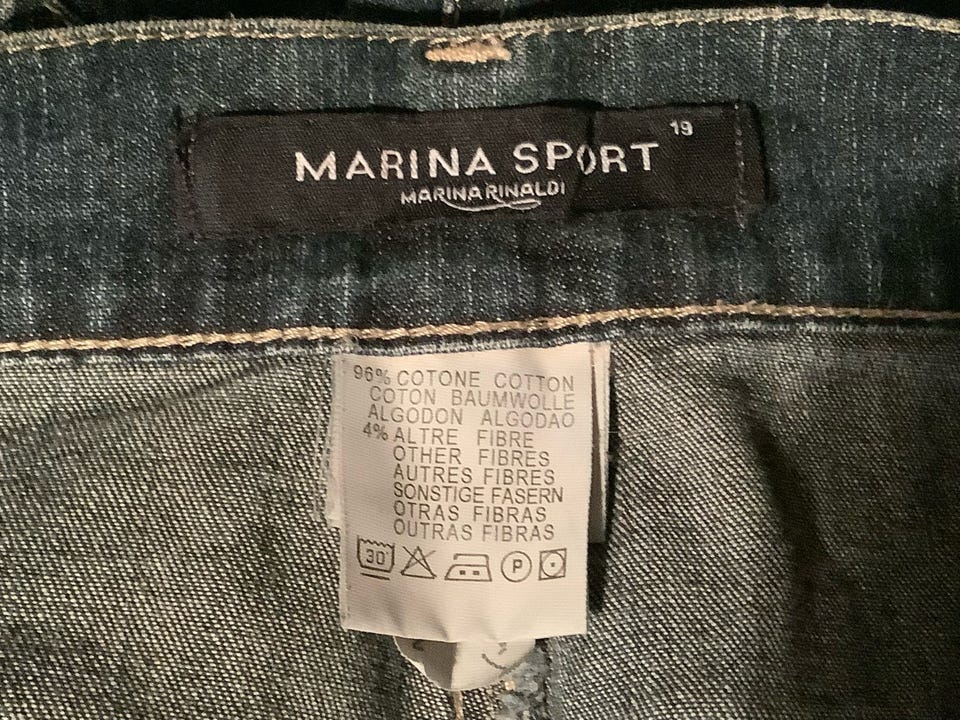 19
MARINA SPORT
MARINA RINALDI
96% COTONE COTTON
COTON BAUMWOLLE
ALGODON ALGODAO
4% ALTRE FIBRE
OTHER FIBRES
AUTRES FIBRES
SONSTIGE FASERN
OTRAS FIBRAS
OUTRAS FIBRAS
30 P